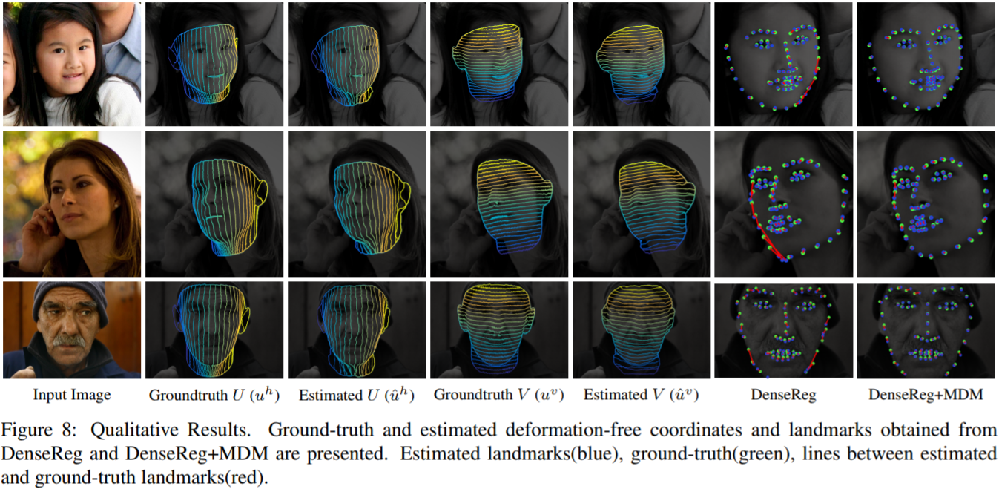 Input Image Groundtruth U (u^h) Estimated U (û^h) Groundtruth V (u^v) Estimated V (û^v) DenseReg DenseReg+MDM
Figure 8: Qualitative Results. Ground-truth and estimated deformation-free coordinates and landmarks obtained from
DenseReg and DenseReg+MDM are presented. Estimated landmarks(blue), ground-truth(green), lines between estimated
and ground-truth landmarks(red).